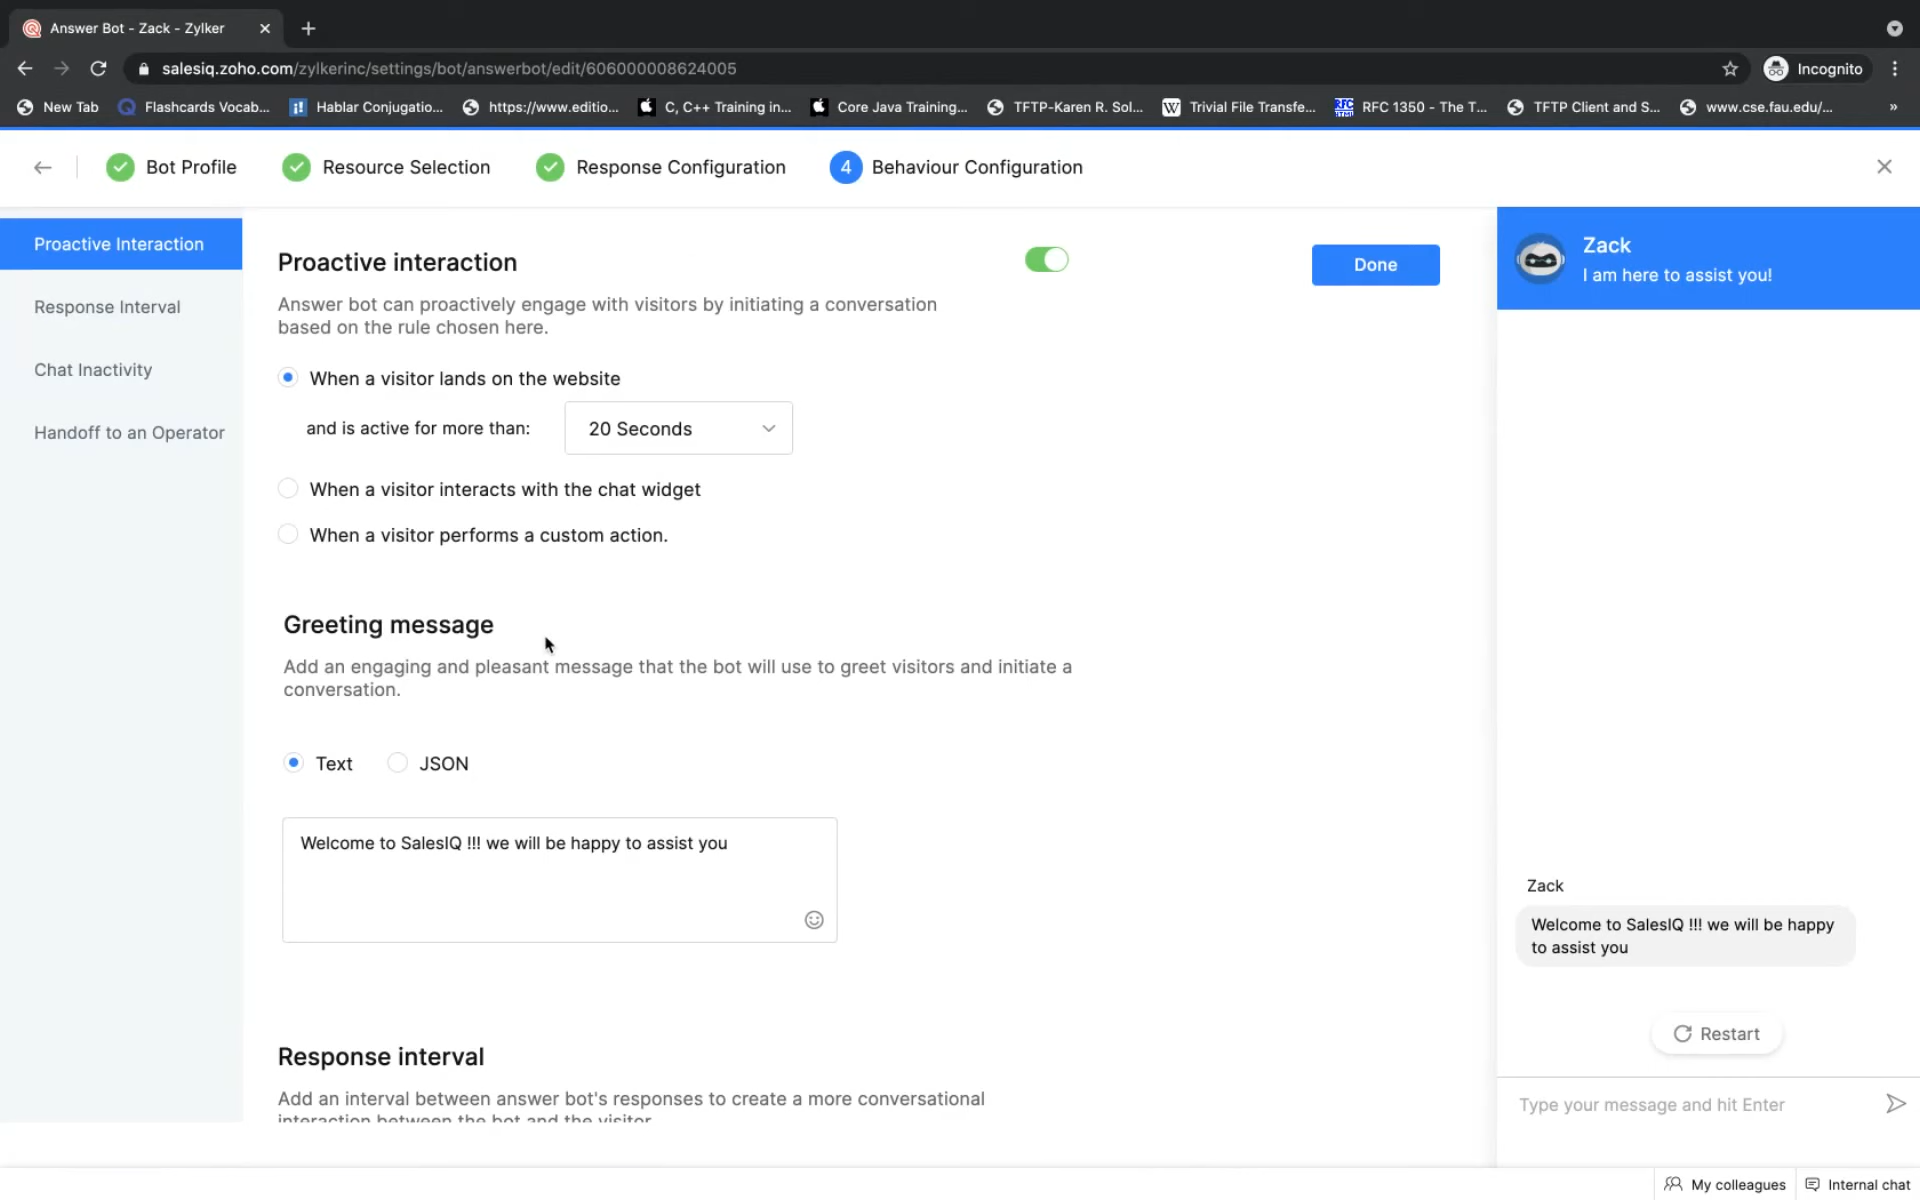 Answer Bot - Zack - Zylker
salesiq.zoho.com/zylkerinc/settings/bot/answerbot/edit/606000008624005
Incognito
New Tab
Flashcards Vocab...
Hablar Conjugatio...
https://www.editio...
C, C++ Training in...
Core Java Training...
TFTP-Karen R. Sol...
Trivial File Transfe...
RFC 1350 - The T...
TFTP Client and S...
www.cse.fau.edu/...
»
Bot Profile
Resource Selection
Response Configuration
4 Behaviour Configuration
Proactive Interaction
Response Interval
Chat Inactivity
Handoff to an Operator
Proactive interaction
Done
Answer bot can proactively engage with visitors by initiating a conversation
based on the rule chosen here.
When a visitor lands on the website
and is active for more than: 20 Seconds
When a visitor interacts with the chat widget
When a visitor performs a custom action.
Greeting message
Add an engaging and pleasant message that the bot will use to greet visitors and initiate a
conversation.
Text
JSON
Welcome to SalesIQ !!! we will be happy to assist you
Response interval
Add an interval between answer bot's responses to create a more conversational
interaction between the bot and the visitor.
Zack
I am here to assist you!
Zack
Welcome to SalesIQ !!! we will be happy
to assist you
Restart
Type your message and hit Enter
My colleagues
Internal chat